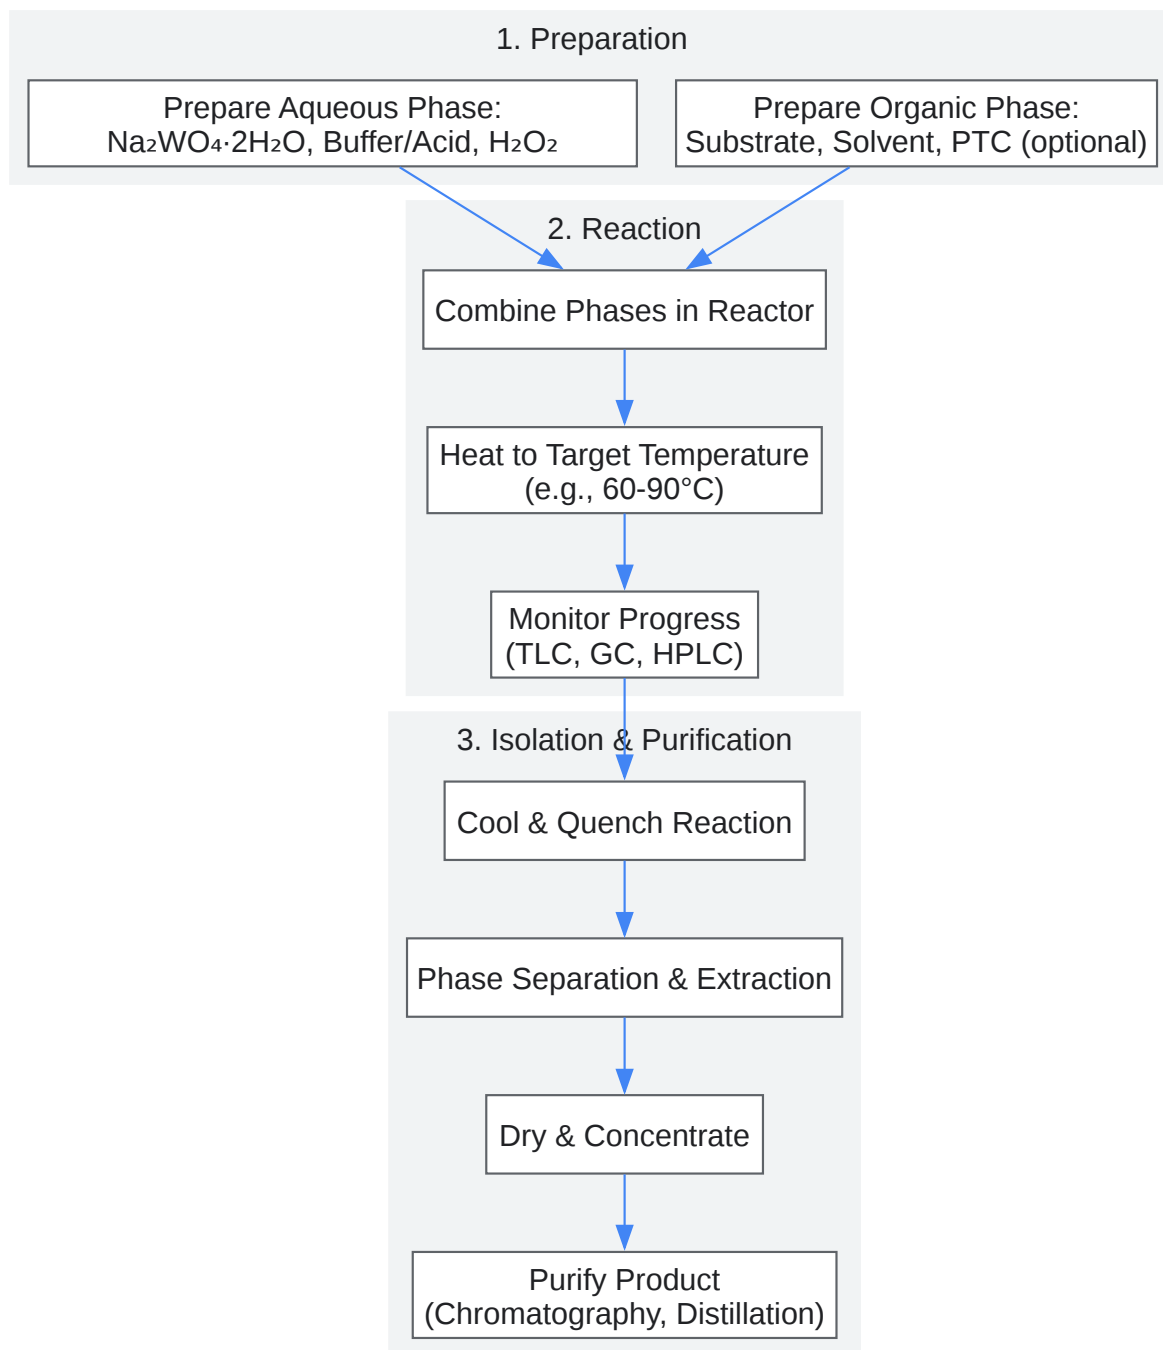 1. Preparation
Prepare Aqueous Phase:
Na₂WO₄·2H₂O, Buffer/Acid, H₂O₂
Prepare Organic Phase:
Substrate, Solvent, PTC (optional)
2. Reaction
Combine Phases in Reactor
Heat to Target Temperature
(e.g., 60-90°C)
Monitor Progress
(TLC, GC, HPLC)
3. Isolation & Purification
Cool & Quench Reaction
Phase Separation & Extraction
Dry & Concentrate
Purify Product
(Chromatography, Distillation)